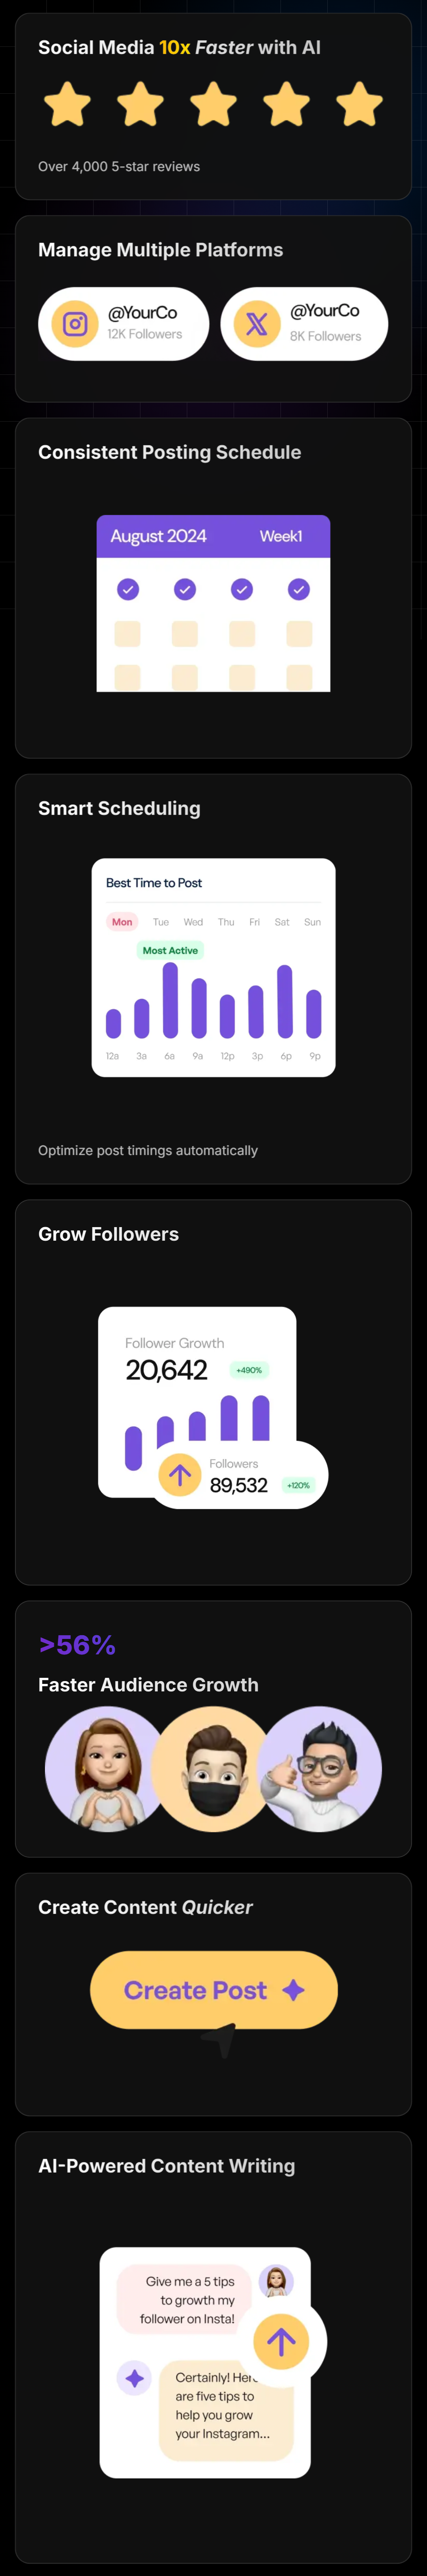 Social Media 10x Faster with AI
Over 4,000 5-star reviews
Manage Multiple Platforms
@YourCo
12K Followers
@YourCo
8K Followers
Consistent Posting Schedule
August 2024 Week1
Smart Scheduling
Best Time to Post
Mon Tue Wed Thu Fri Sat Sun
Most Active
12a 3a 6a 9a 12p 3p 6p 9p
Optimize post timings automatically
Grow Followers
Follower Growth
20,642 +490%
Followers
89,532 +120%
>56%
Faster Audience Growth
Create Content Quicker
Create Post
AI-Powered Content Writing
Give me a 5 tips
to growth my
follower on Insta!
Certainly! Here
are five tips to
help you grow
your Instagram...